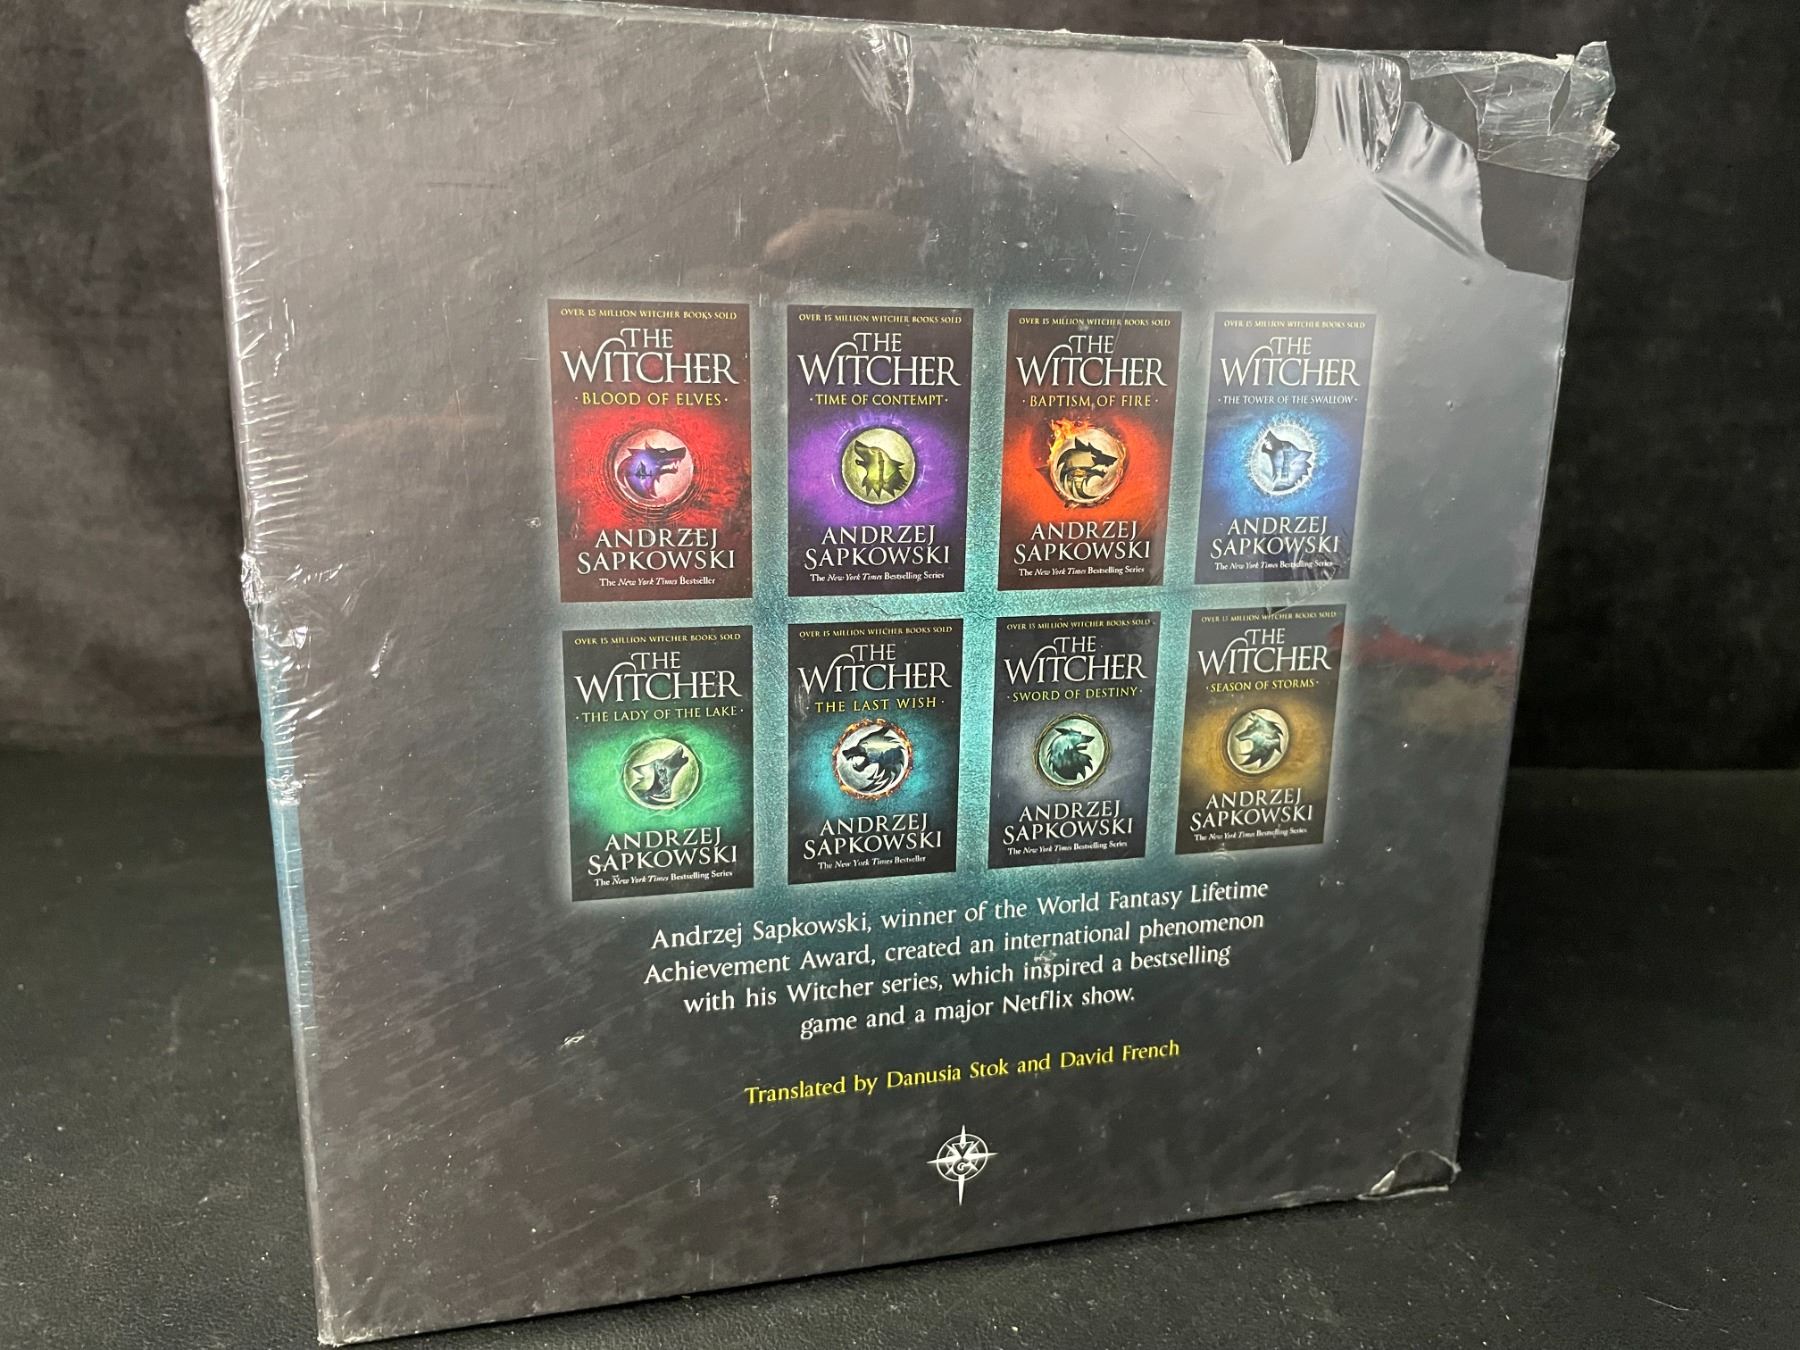 OVER 15 MILLION WITCHER BOOKS SOLD
THE
WITCHER
· BLOOD OF ELVES ·
ANDRZEJ
SAPKOWSKI
The New York Times Bestseller
OVER 15 MILLION WITCHER BOOKS SOLD
THE
WITCHER
· TIME OF CONTEMPT ·
ANDRZEJ
SAPKOWSKI
The New York Times Bestselling Series
OVER 15 MILLION WITCHER BOOKS SOLD
THE
WITCHER
· BAPTISM OF FIRE ·
ANDRZEJ
SAPKOWSKI
The New York Times Bestselling Series
OVER 15 MILLION WITCHER BOOKS SOLD
THE
WITCHER
· THE TOWER OF THE SWALLOW ·
ANDRZEJ
SAPKOWSKI
The New York Times Bestselling Series
OVER 15 MILLION WITCHER BOOKS SOLD
THE
WITCHER
· THE LADY OF THE LAKE ·
ANDRZEJ
SAPKOWSKI
The New York Times Bestselling Series
OVER 15 MILLION WITCHER BOOKS SOLD
THE
WITCHER
· THE LAST WISH ·
ANDRZEJ
SAPKOWSKI
The New York Times Bestseller
OVER 15 MILLION WITCHER BOOKS SOLD
THE
WITCHER
· SWORD OF DESTINY ·
ANDRZEJ
SAPKOWSKI
The New York Times Bestselling Series
OVER 15 MILLION WITCHER BOOKS SOLD
THE
WITCHER
· SEASON OF STORMS ·
ANDRZEJ
SAPKOWSKI
The New York Times Bestselling Series
Andrzej Sapkowski, winner of the World Fantasy Lifetime
Achievement Award, created an international phenomenon
with his Witcher series, which inspired a bestselling
game and a major Netflix show.
Translated by Danusia Stok and David French
G